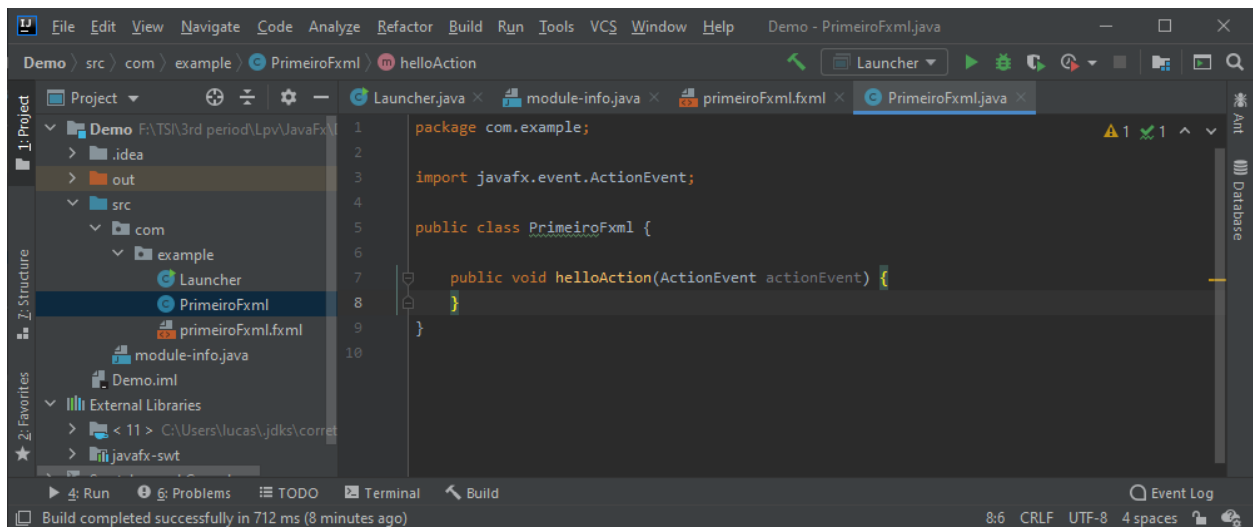 File Edit View Navigate Code Analyze Refactor Build Run Tools VCS Window Help Demo - PrimeiroFxml.java
Demo src com example PrimeiroFxml helloAction Launcher
1: Project
7: Structure
2: Favorites
Project
Demo F:\TSI\3rd period\Lpv\JavaFx\
.idea
out
src
com
example
Launcher
PrimeiroFxml
primeiroFxml.fxml
module-info.java
Demo.iml
External Libraries
< 11 > C:\Users\lucas\.jdks\corret
javafx-swt
Launcher.java module-info.java primeiroFxml.fxml PrimeiroFxml.java
1 package com.example;
2
3 import javafx.event.ActionEvent;
4
5 public class PrimeiroFxml {
6
7 public void helloAction(ActionEvent actionEvent) {
8 }
9 }
10
1 1
Ant
Database
4: Run 6: Problems TODO Terminal Build Event Log
Build completed successfully in 712 ms (8 minutes ago) 8:6 CRLF UTF-8 4 spaces